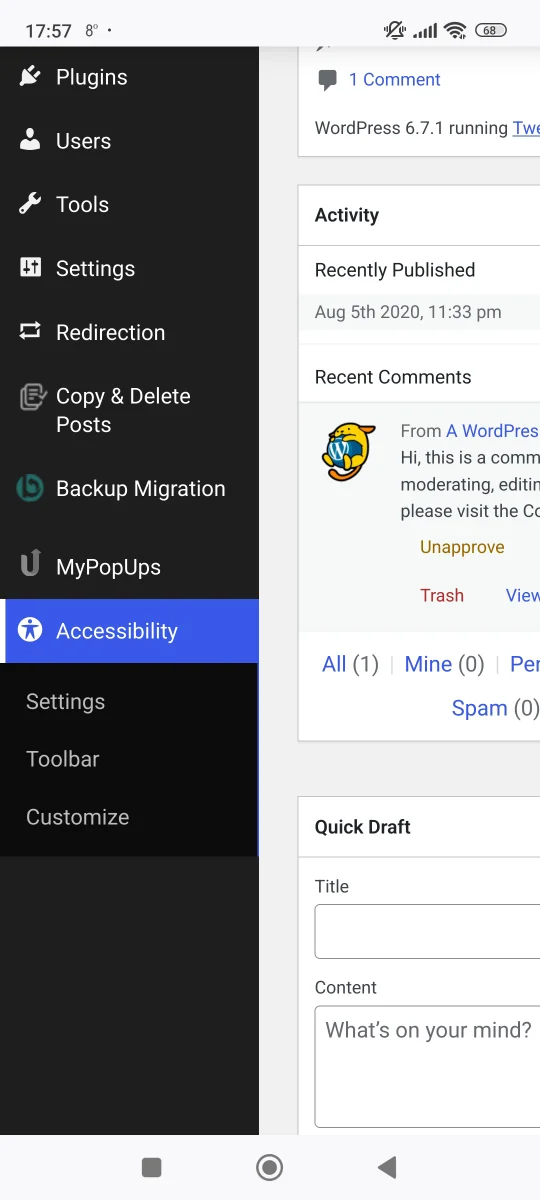 17:57 8°
68
Plugins
Users
Tools
Settings
Redirection
Copy & Delete
Posts
Backup Migration
MyPopUps
Accessibility
Settings
Toolbar
Customize
1 Comment
WordPress 6.7.1 running Twe
Activity
Recently Published
Aug 5th 2020, 11:33 pm
Recent Comments
From A WordPres
Hi, this is a comm
moderating, editin
please visit the Co
Unapprove
Trash View
All (1) | Mine (0) | Per
Spam (0)
Quick Draft
Title
Content
What’s on your mind?